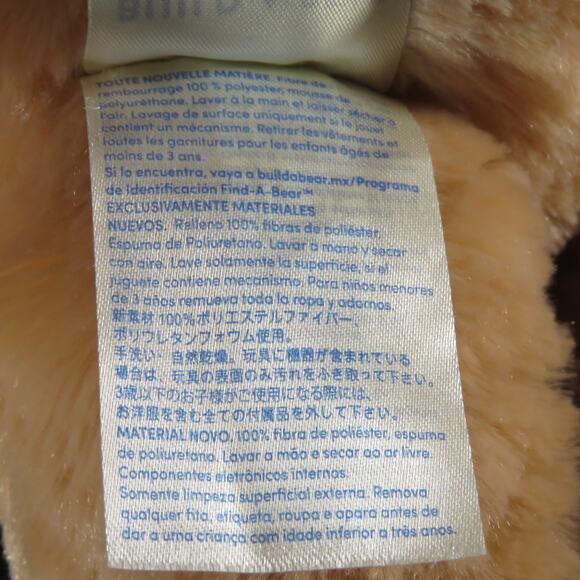 TOUTE NOUVELLE MATIÈRE. Fibre de
rembourrage 100 % polyester, mousse de
polyuréthane. Laver à la main et laisser sécher à
l'air. Lavage de surface uniquement si le jouet
contient un mécanisme. Retirer les vêtements et
toutes les garnitures pour les enfants âgés de
moins de 3 ans.
Si lo encuentra, vaya a buildabear.mx/Programa
de Identificación Find-A-Bear™
EXCLUSIVAMENTE MATERIALES
NUEVOS. Relleno 100% fibras de poliéster,
Espuma de Poliuretano. Lavar a mano y secar
con aire. Lave solamente la superficie, si el
juguete contiene mecanismo. Para niños menores
de 3 años remueva toda la ropa y adornos.
新素材 100%ポリエステルファイバー、
ポリウレタンフォウム使用。
手洗い・自然乾燥。玩具に機器が含まれている
場合は、玩具の表面のみ汚れをふき取って下さい。
3歳以下のお子様がご使用になる際には、
お洋服を含む全ての付属品を外して下さい。
MATERIAL NOVO. 100% fibra de poliéster, espuma
de poliuretano. Lavar a mão e secar ao ar livre.
Componentes eletrônicos internos.
Somente limpeza superficial externa. Remova
qualquer fita, etiqueta, roupa e apara antes de
dar a uma criança com idade inferior a três anos.